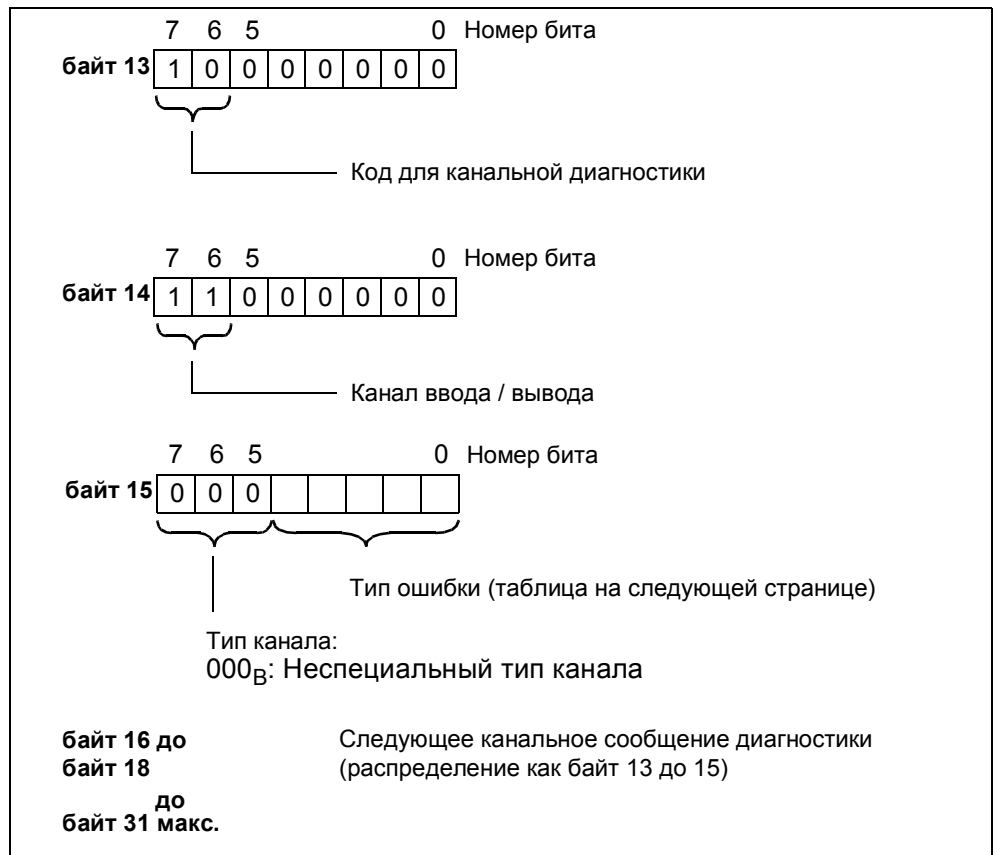 7 6 5 0 Номер бита
байт 13 1 0 0 0 0 0 0 0
Код для канальной диагностики
7 6 5 0 Номер бита
байт 14 1 1 0 0 0 0 0 0
Канал ввода / вывода
7 6 5 0 Номер бита
байт 15 0 0 0
Тип ошибки (таблица на следующей странице)
Тип канала:
000B: Неспециальный тип канала
байт 16 до Следующее канальное сообщение диагностики
байт 18 (распределение как байт 13 до 15)
до
байт 31 макс.